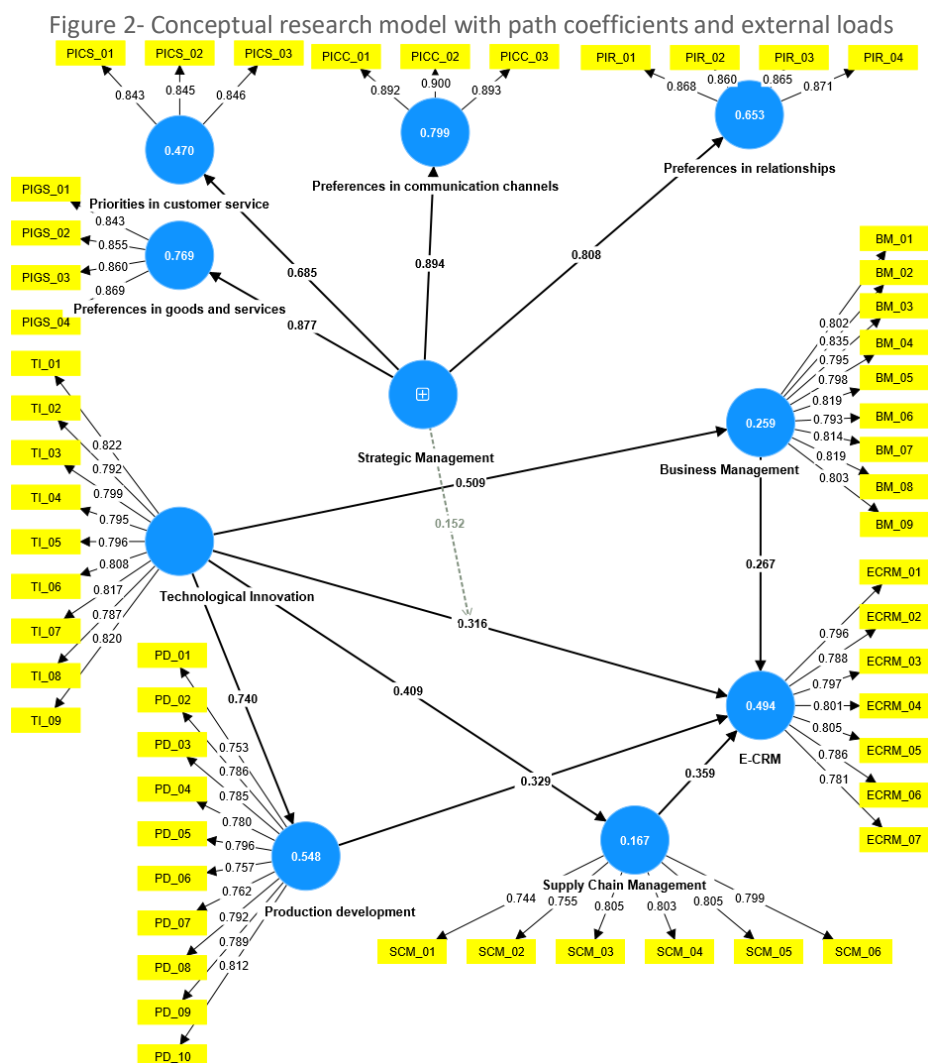 Figure 2- Conceptual research model with path coefficients and external loads
PICS_01
PICS_02
PICS_03
0.843
0.845
0.846
0.470
Priorities in customer service
PICC_01
PICC_02
PICC_03
0.892
0.900
0.893
0.799
Preferences in communication channels
PIR_01
PIR_02
PIR_03
PIR_04
0.868
0.860
0.865
0.871
0.653
Preferences in relationships
PIGS_01
PIGS_02
PIGS_03
PIGS_04
0.843
0.855
0.860
0.869
0.769
Preferences in goods and services
0.685
0.894
0.808
0.877
Strategic Management
0.152
BM_01
BM_02
BM_03
BM_04
BM_05
BM_06
BM_07
BM_08
BM_09
0.802
0.835
0.795
0.798
0.819
0.793
0.814
0.819
0.803
0.259
Business Management
TI_01
TI_02
TI_03
TI_04
TI_05
TI_06
TI_07
TI_08
TI_09
0.822
0.792
0.799
0.795
0.796
0.808
0.817
0.787
0.820
Technological Innovation
0.509
0.316
0.267
0.740
0.409
0.329
0.359
ECRM_01
ECRM_02
ECRM_03
ECRM_04
ECRM_05
ECRM_06
ECRM_07
0.796
0.788
0.797
0.801
0.805
0.786
0.781
0.494
E-CRM
PD_01
PD_02
PD_03
PD_04
PD_05
PD_06
PD_07
PD_08
PD_09
PD_10
0.753
0.786
0.785
0.780
0.796
0.757
0.762
0.792
0.789
0.812
0.548
Production development
0.167
Supply Chain Management
0.744
0.755
0.805
0.803
0.805
0.799
SCM_01
SCM_02
SCM_03
SCM_04
SCM_05
SCM_06